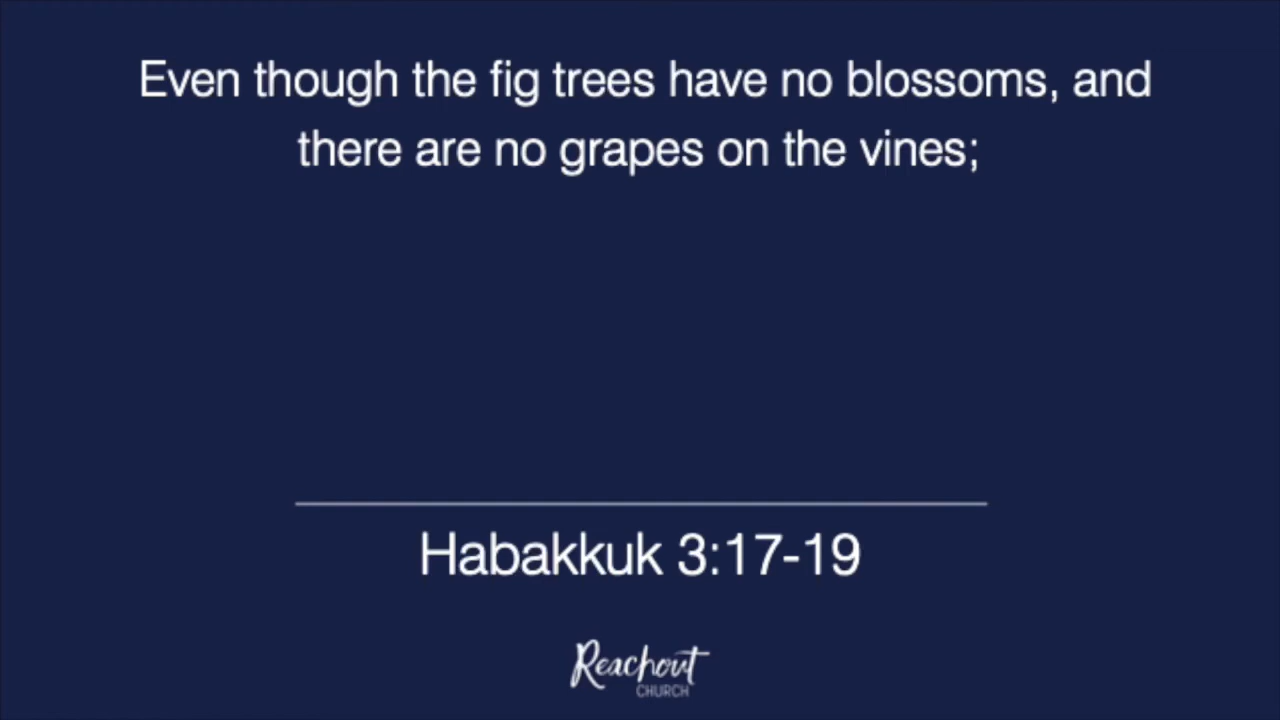 Even though the fig trees have no blossoms, and
there are no grapes on the vines;
Habakkuk 3:17-19
Reachout
CHURCH